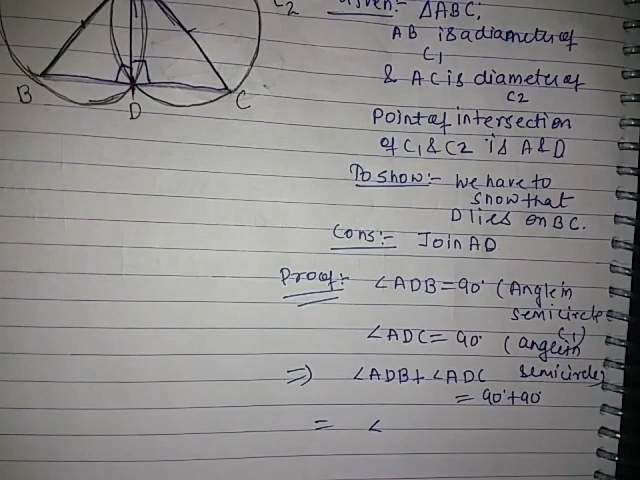 C2 Given:- ΔABC,
AB is a diameter of
C1
& AC is diameter of
C2
Point of intersection
of C1 & C2 is A & D
To show:- we have to
show that
D lies on BC.
Cons:- Join AD
Proof:- ∠ADB = 90° (Angle in
semicircle
C1)
∠ADC = 90° (angle in
semicircle)
⇒) ∠ADB + ∠ADC
= 90° + 90°
= ∠
B
D
C